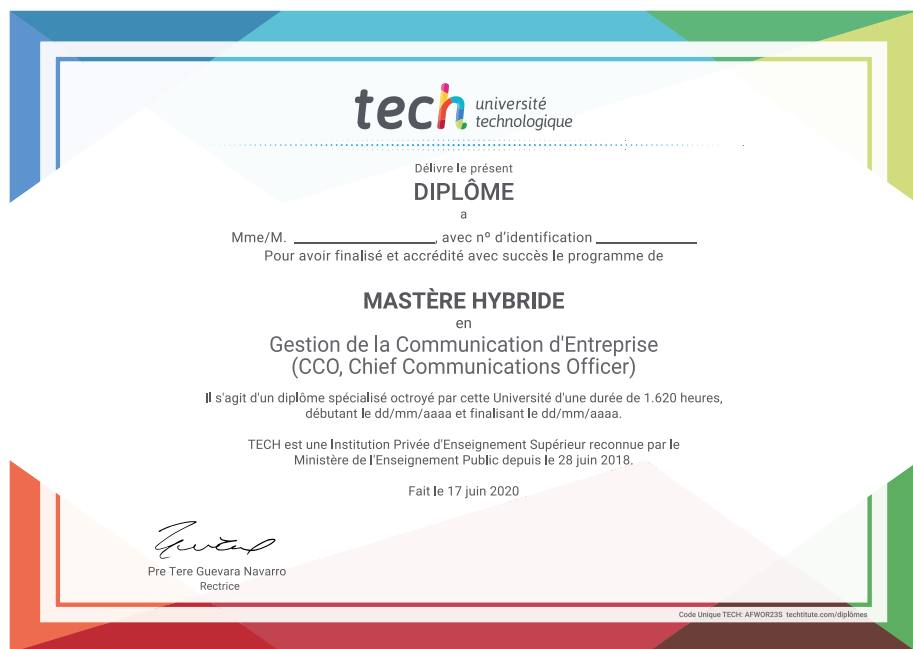 tech université
technologique
Délivre le présent
DIPLÔME
a
Mme/M. ____________, avec nº d'identification ____________
Pour avoir finalisé et accrédité avec succès le programme de
MASTÈRE HYBRIDE
en
Gestion de la Communication d'Entreprise
(CCO, Chief Communications Officer)
Il s'agit d'un diplôme spécialisé octroyé par cette Université d'une durée de 1.620 heures,
débutant le dd/mm/aaaa et finalisant le dd/mm/aaaa.
TECH est une Institution Privée d'Enseignement Supérieur reconnue par le
Ministère de l'Enseignement Public depuis le 28 juin 2018.
Fait le 17 juin 2020
Pre Tere Guevara Navarro
Rectrice
Code Unique TECH: AFWOR23S techtitute.com/diplômes